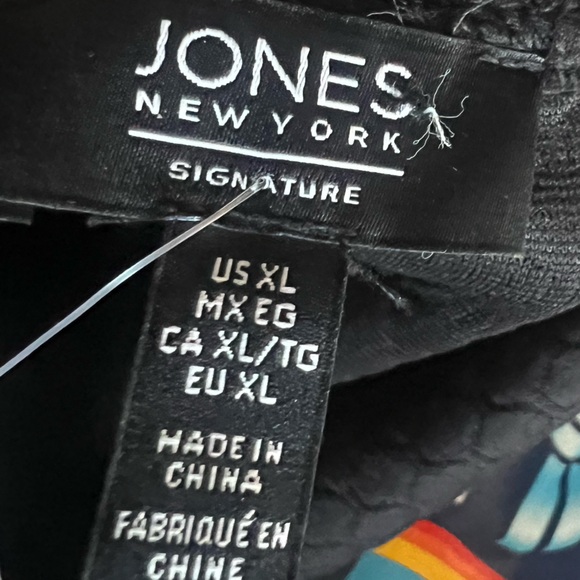 JONES
NEW YORK
SIGNATURE
US XL
MX EG
CA XL/TG
EU XL
MADE IN
CHINA
FABRIQUÉ EN
CHINE